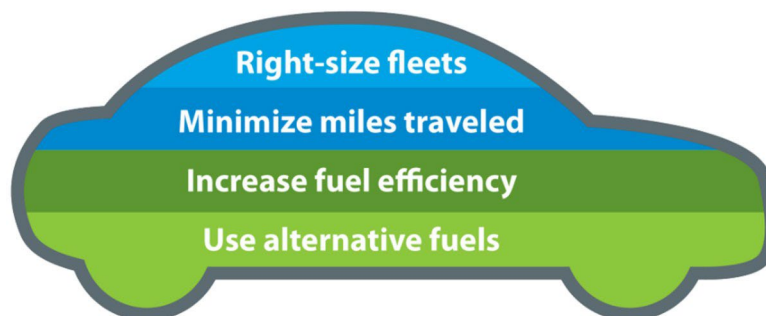 Right-size fleets
Minimize miles traveled
Increase fuel efficiency
Use alternative fuels